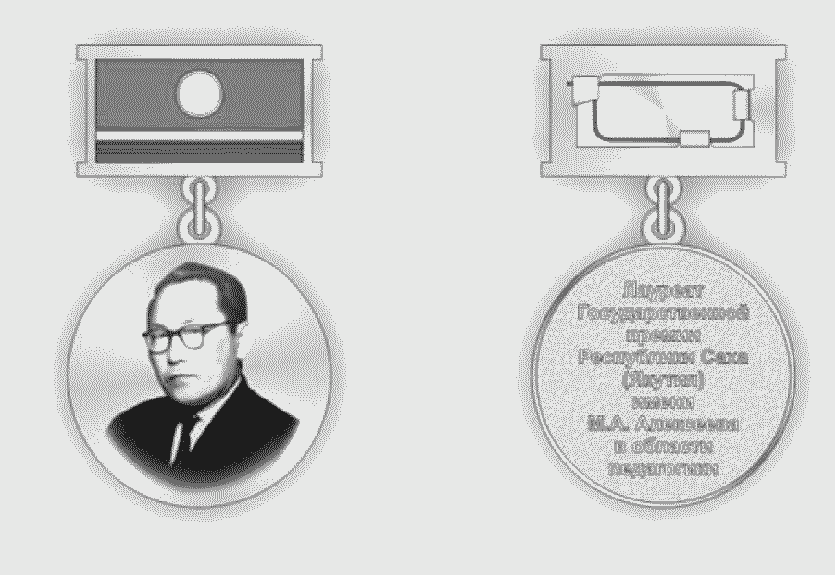 Лауреат
Государственной
премии
Республики Саха
(Якутия)
имени
М.А. Алексеева
в области
педагогики